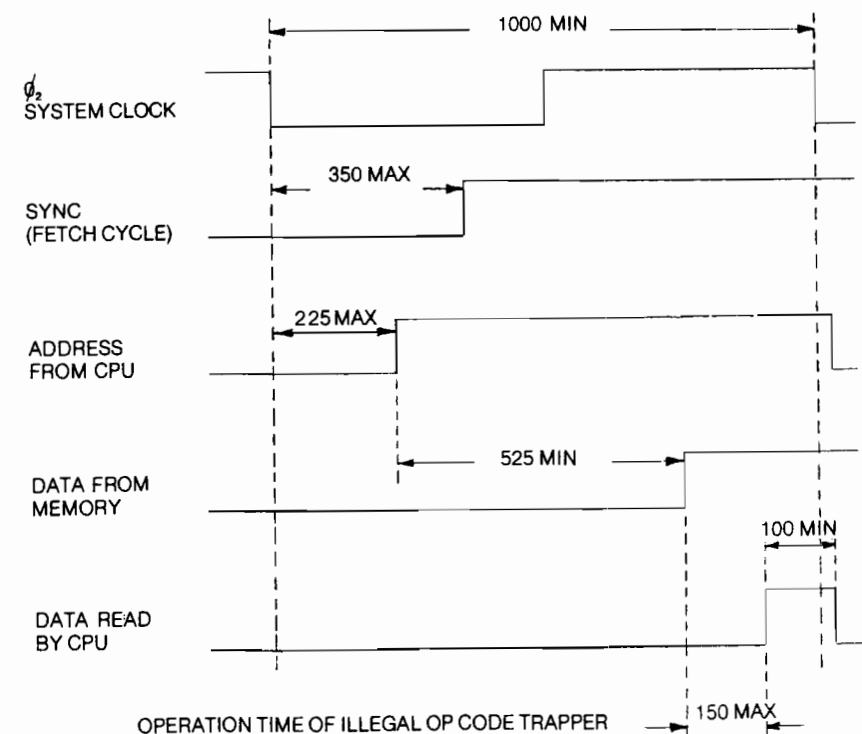 1000 MIN
ϕ₂
SYSTEM CLOCK
350 MAX
SYNC
(FETCH CYCLE)
225 MAX
ADDRESS
FROM CPU
525 MIN
DATA FROM
MEMORY
100 MIN
DATA READ
BY CPU
OPERATION TIME OF ILLEGAL OP CODE TRAPPER
150 MAX